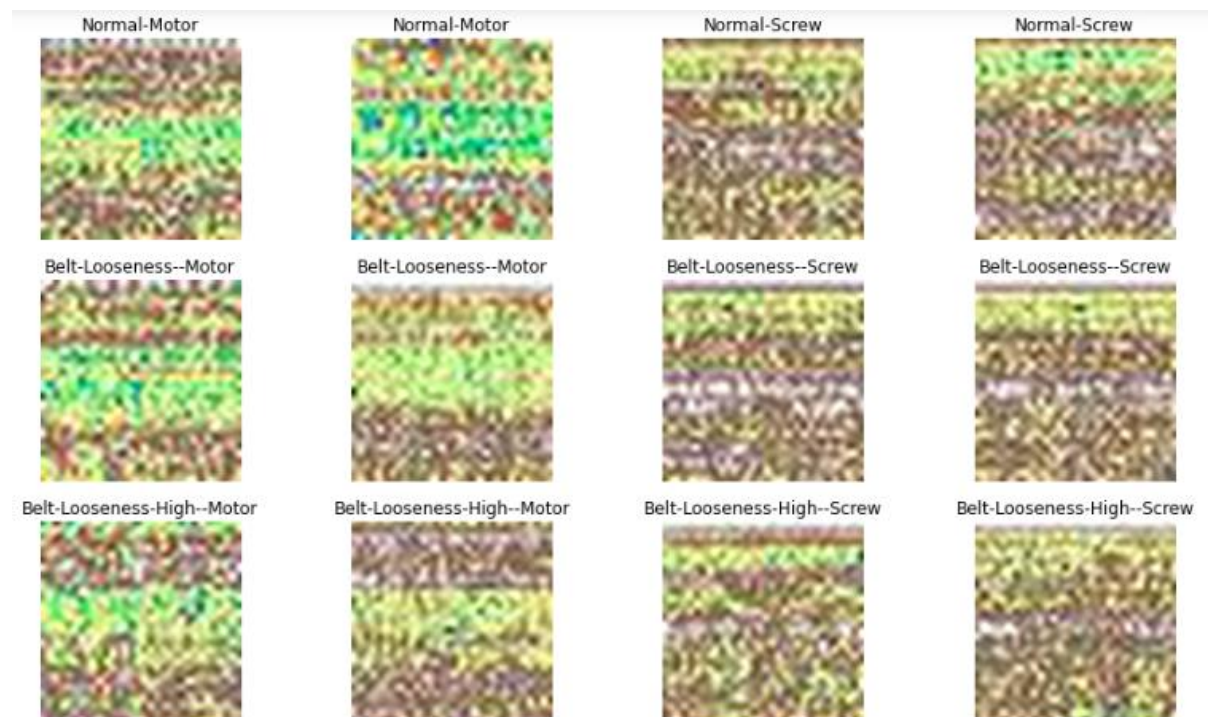 Normal-Motor
Normal-Motor
Normal-Screw
Normal-Screw
Belt-Looseness--Motor
Belt-Looseness--Motor
Belt-Looseness--Screw
Belt-Looseness--Screw
Belt-Looseness-High--Motor
Belt-Looseness-High--Motor
Belt-Looseness-High--Screw
Belt-Looseness-High--Screw